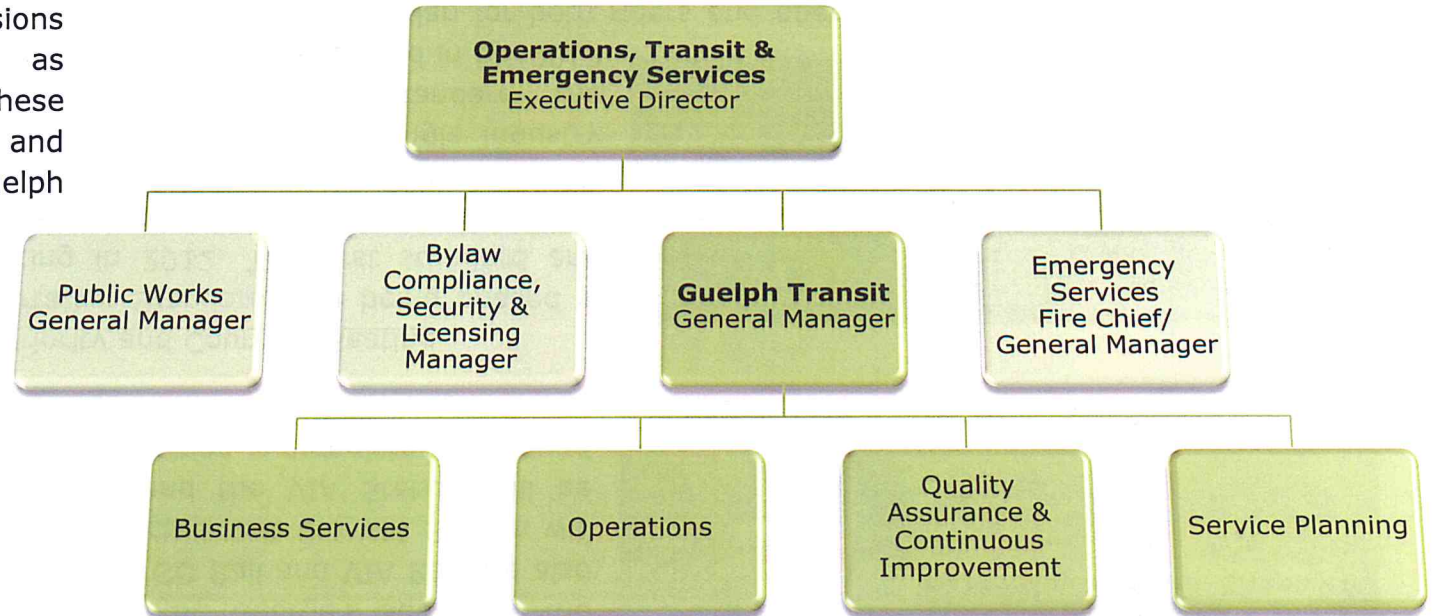 sions
as
hese
and
elph
Operations, Transit &
Emergency Services
Executive Director
Public Works
General Manager
Bylaw
Compliance,
Security &
Licensing
Manager
Guelph Transit
General Manager
Emergency
Services
Fire Chief/
General Manager
Business Services
Operations
Quality
Assurance &
Continuous
Improvement
Service Planning